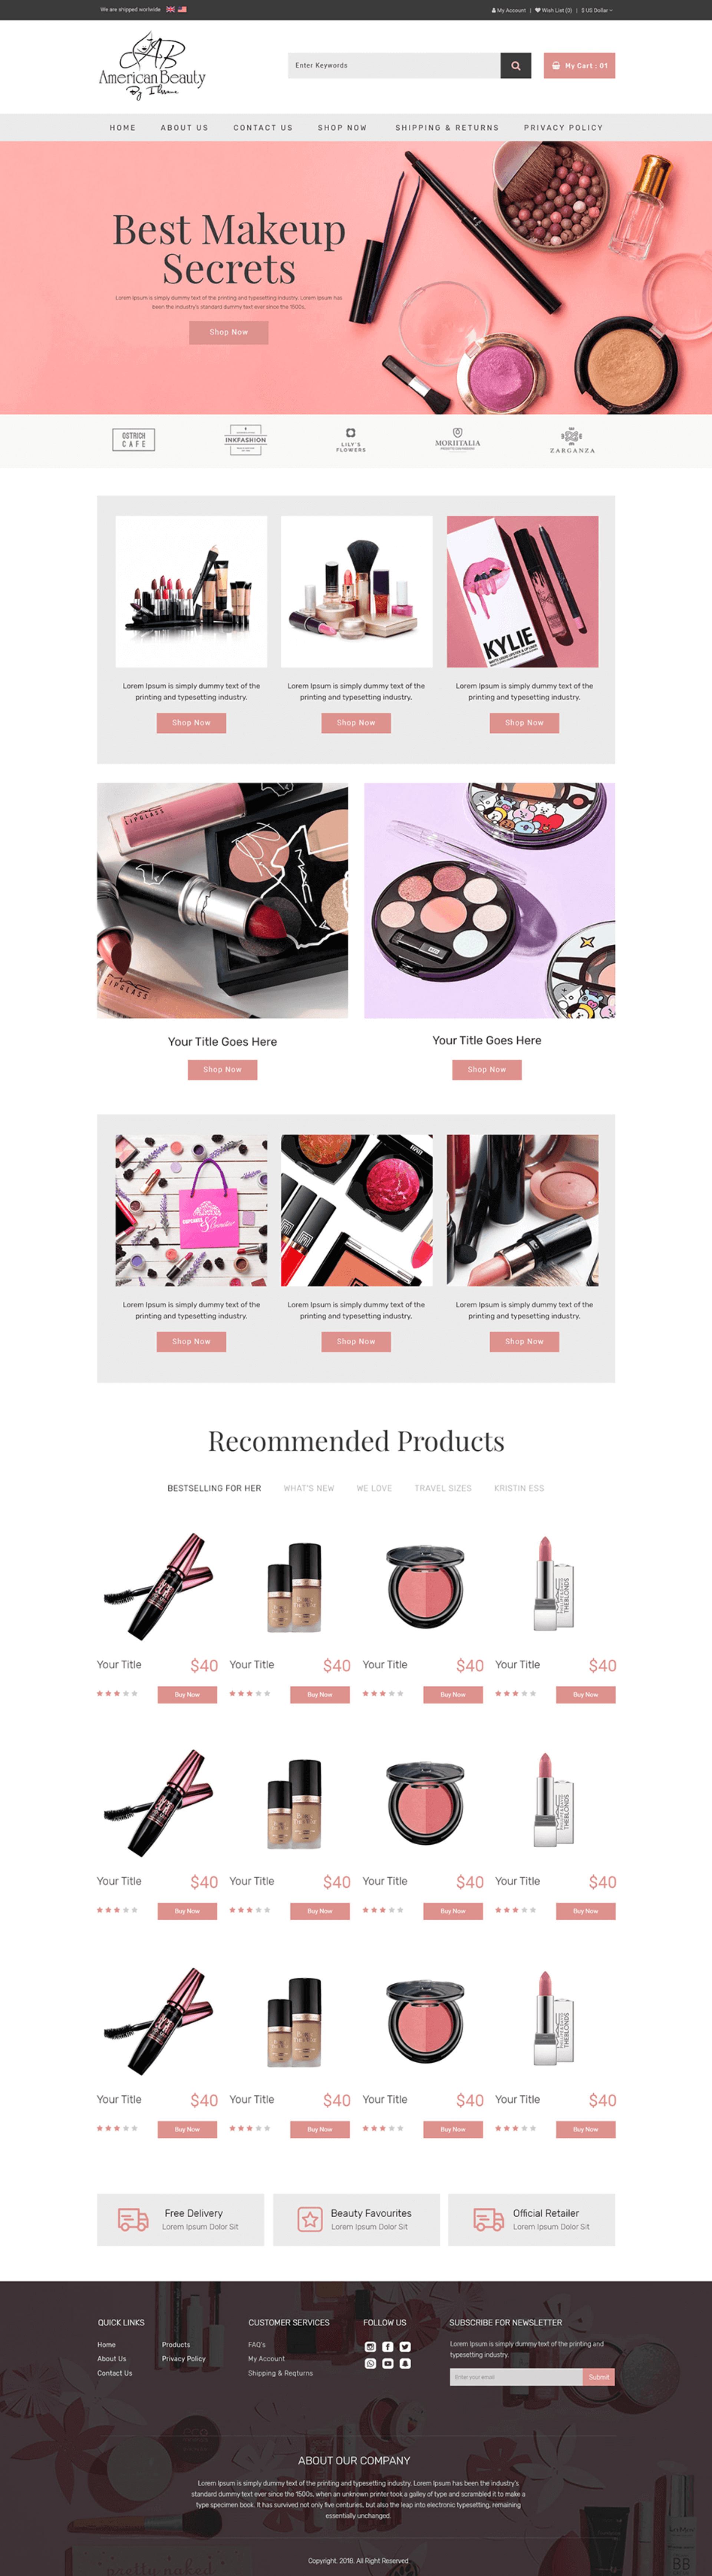 We are shipped worlwide
My Account | Wish List (0) | $ US Dollar
AB
American Beauty
By Ihssane
Enter Keywords
My Cart : 01
HOME ABOUT US CONTACT US SHOP NOW SHIPPING & RETURNS PRIVACY POLICY
Best Makeup
Secrets
Lorem Ipsum is simply dummy text of the printing and typesetting industry. Lorem Ipsum has
been the industry's standard dummy text ever since the 1500s,
Shop Now
OSTRICH
CAFE
INKFASHION
LILY'S
FLOWERS
MORIITALIA
ZARGANZA
KYLIE
Lorem Ipsum is simply dummy text of the
printing and typesetting industry.
Shop Now
Lorem Ipsum is simply dummy text of the
printing and typesetting industry.
Shop Now
Lorem Ipsum is simply dummy text of the
printing and typesetting industry.
Shop Now
LIPGLASS
LIPGLASS
Your Title Goes Here
Shop Now
Your Title Goes Here
Shop Now
Lorem Ipsum is simply dummy text of the
printing and typesetting industry.
Shop Now
Lorem Ipsum is simply dummy text of the
printing and typesetting industry.
Shop Now
Lorem Ipsum is simply dummy text of the
printing and typesetting industry.
Shop Now
Recommended Products
BESTSELLING FOR HER WHAT'S NEW WE LOVE TRAVEL SIZES KRISTIN ESS
THEBLONDS
Your Title $40 Your Title $40 Your Title $40 Your Title $40
Buy Now Buy Now Buy Now Buy Now
THEBLONDS
Your Title $40 Your Title $40 Your Title $40 Your Title $40
Buy Now Buy Now Buy Now Buy Now
THEBLONDS
Your Title $40 Your Title $40 Your Title $40 Your Title $40
Buy Now Buy Now Buy Now Buy Now
Free Delivery
Lorem Ipsum Dolor Sit
Beauty Favourites
Lorem Ipsum Dolor Sit
Official Retailer
Lorem Ipsum Dolor Sit
QUICK LINKS
Home
About Us
Contact Us
Products
Privacy Policy
CUSTOMER SERVICES
FAQ's
My Account
Shipping & Reqturns
FOLLOW US
SUBSCRIBE FOR NEWSLETTER
Lorem Ipsum is simply dummy text of the printing and
typesetting industry.
Enter your email
Submit
ABOUT OUR COMPANY
Lorem Ipsum is simply dummy text of the printing and typesetting industry. Lorem Ipsum has been the industry's
standard dummy text ever since the 1500s, when an unknown printer took a galley of type and scrambled it to make a
type specimen book. It has survived not only five centuries, but also the leap into electronic typesetting, remaining
essentially unchanged.
pretty naked
BB
Copyright. 2018. All Right Reserved